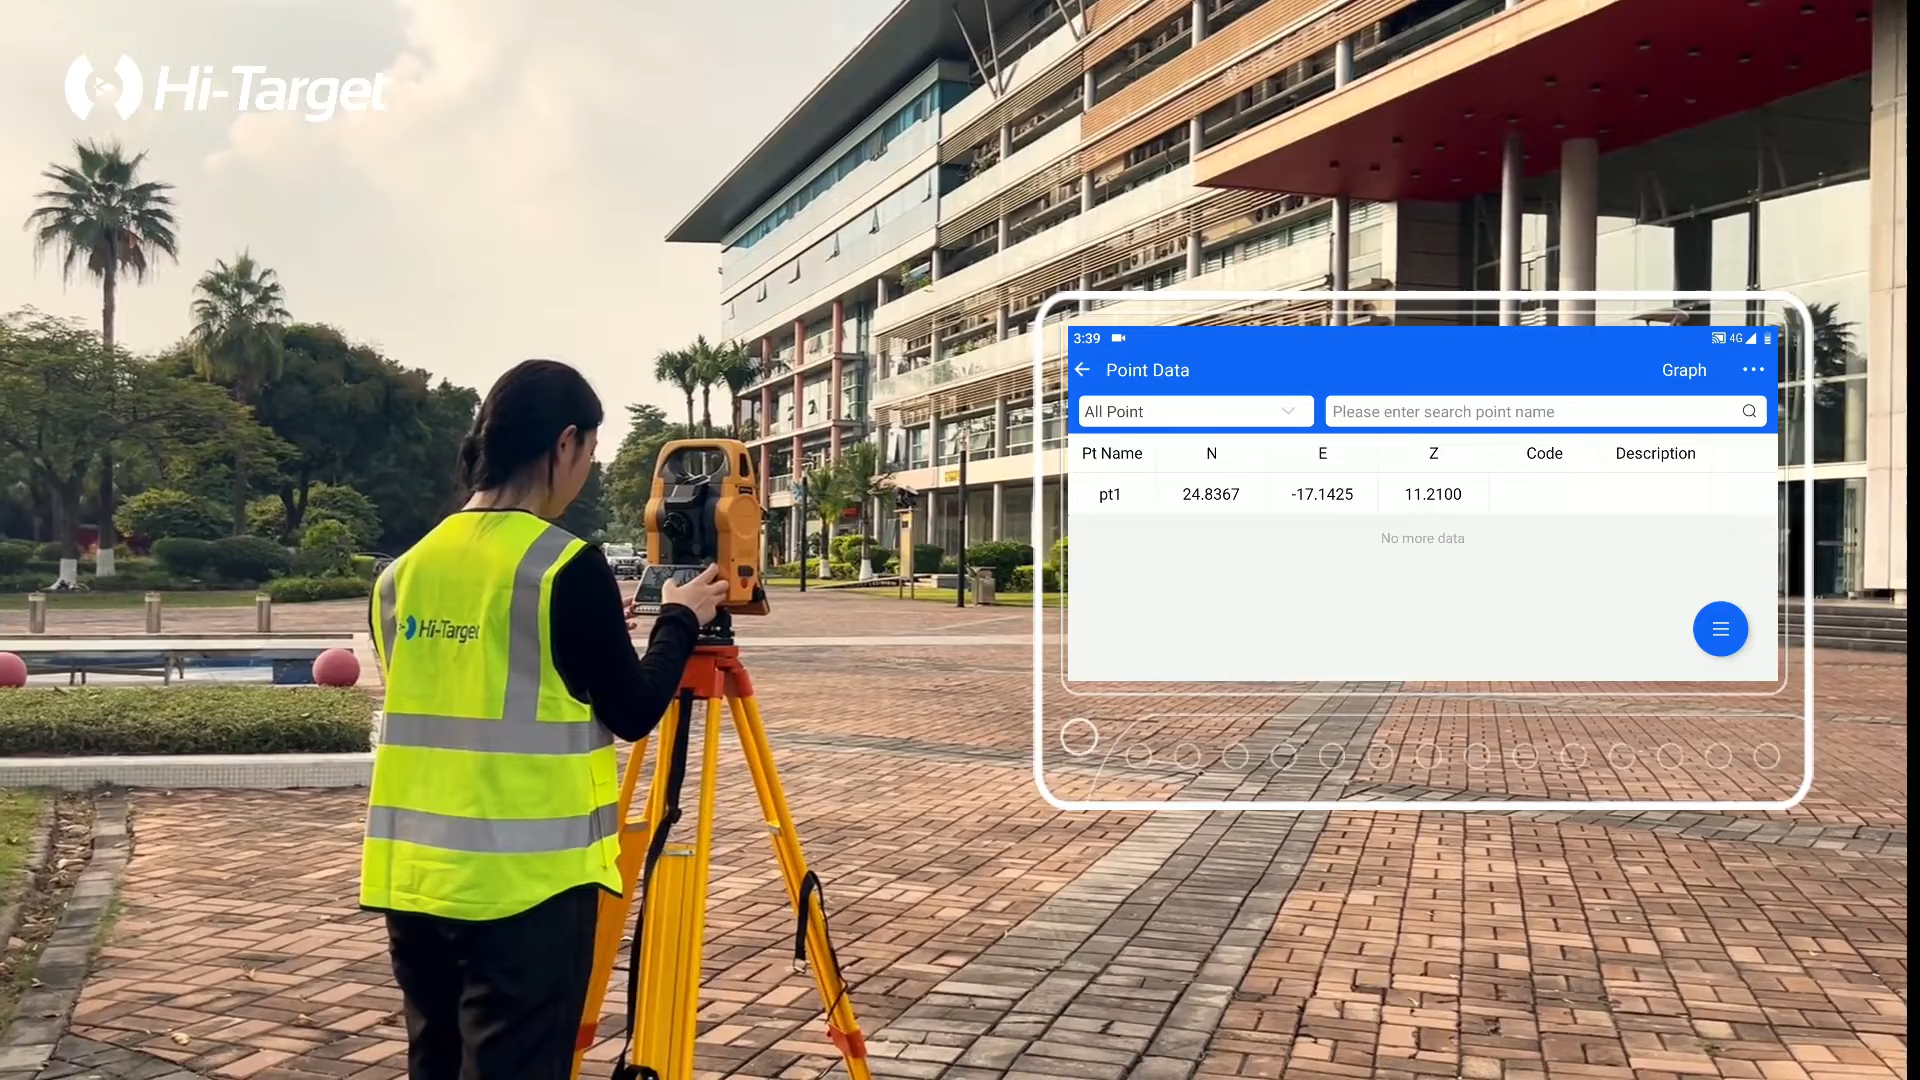 Hi-Target
3:39 4G
Point Data Graph
All Point Please enter search point name
Pt Name N E Z Code Description
pt1 24.8367 -17.1425 11.2100
No more data
Hi-Target